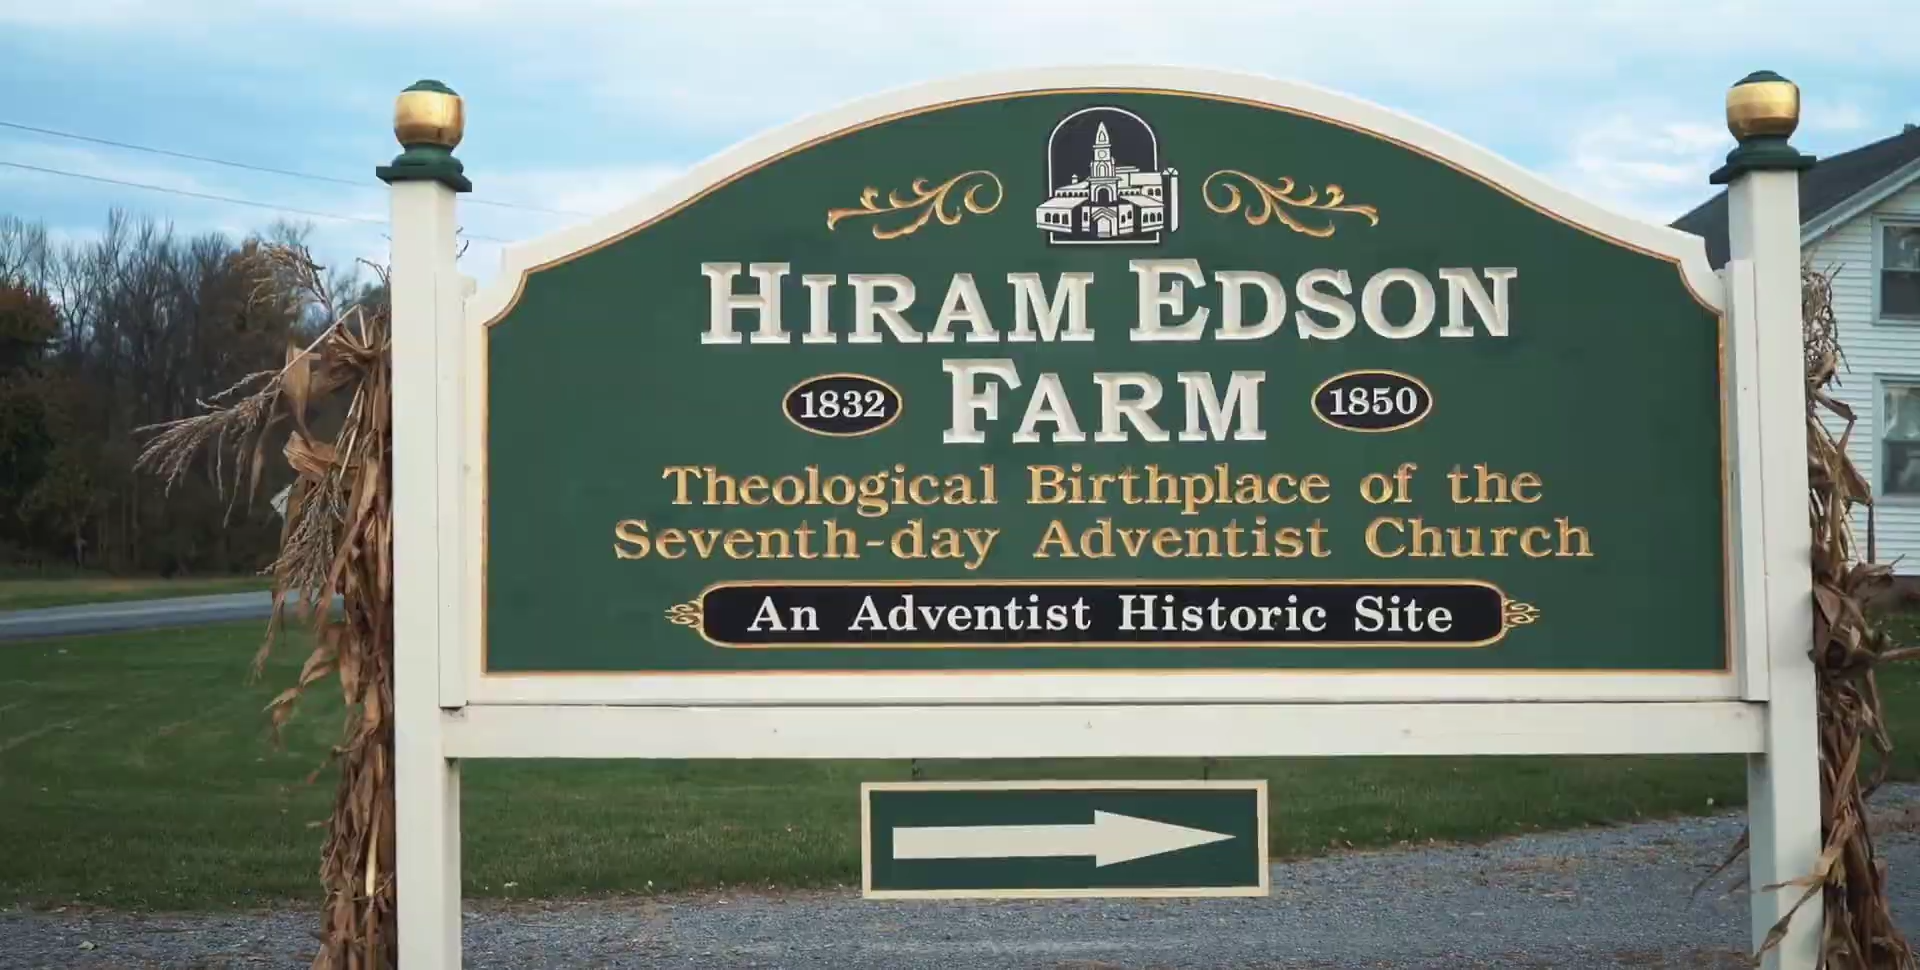 HIRAM EDSON
1832 FARM 1850
Theological Birthplace of the
Seventh-day Adventist Church
An Adventist Historic Site